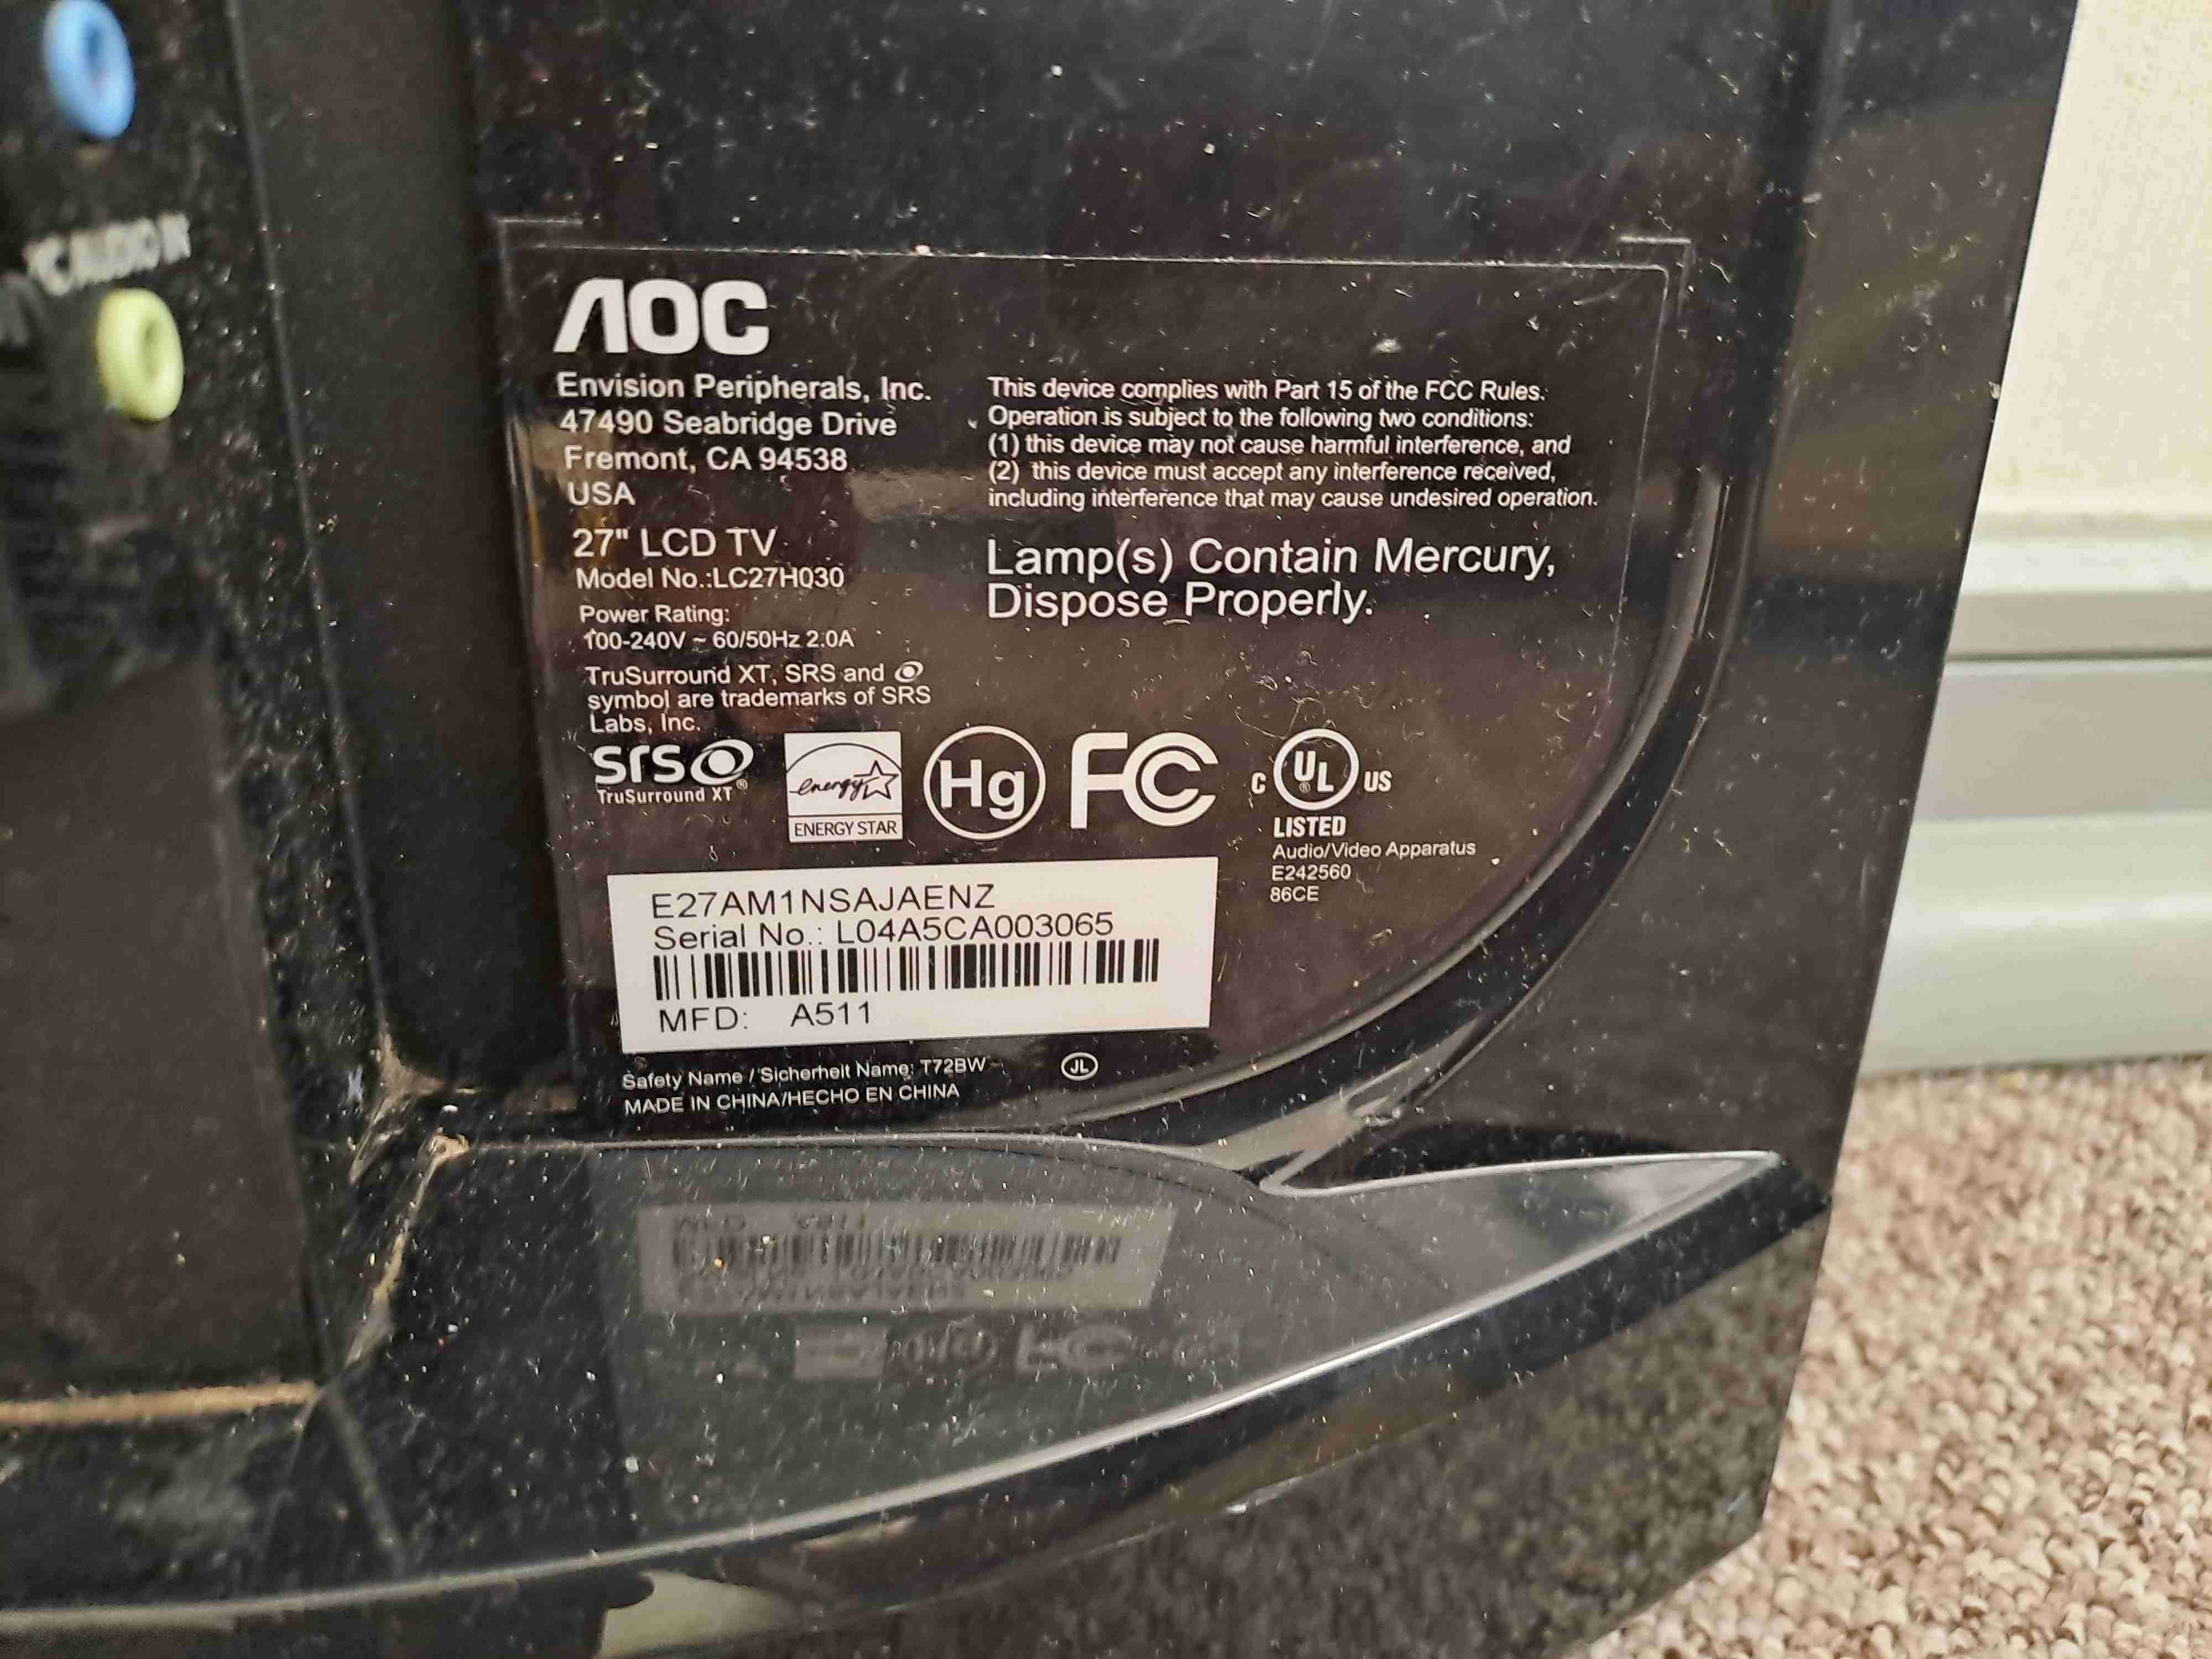 AOC
Envision Peripherals, Inc.
47490 Seabridge Drive
Fremont, CA 94538
USA
27" LCD TV
Model No.:LC27H030
Power Rating:
100-240V ~ 60/50Hz 2.0A
TruSurround XT, SRS and
symbol are trademarks of SRS
Labs, Inc.
This device complies with Part 15 of the FCC Rules.
Operation is subject to the following two conditions:
(1) this device may not cause harmful interference, and
(2) this device must accept any interference received,
including interference that may cause undesired operation.
Lamp(s) Contain Mercury,
Dispose Properly.
SRS
TruSurround XT®
energy
ENERGY STAR
Hg
FC
C UL® US
LISTED
Audio/Video Apparatus
E242560
86CE
E27AM1NSAJAENZ
Serial No.: L04A5CA003065
MFD: A511
Safety Name / Sicherheit Name: T72BW
JL
MADE IN CHINA/HECHO EN CHINA